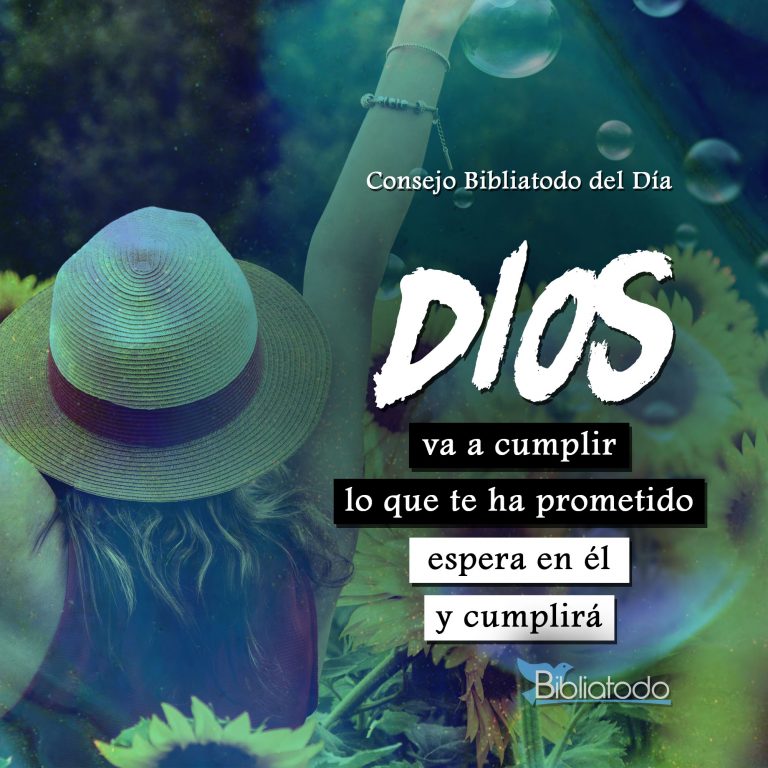 Consejo Bibliatodo del Día
DIOS
va a cumplir
lo que te ha prometido
espera en él
y cumplirá
Bibliatodo